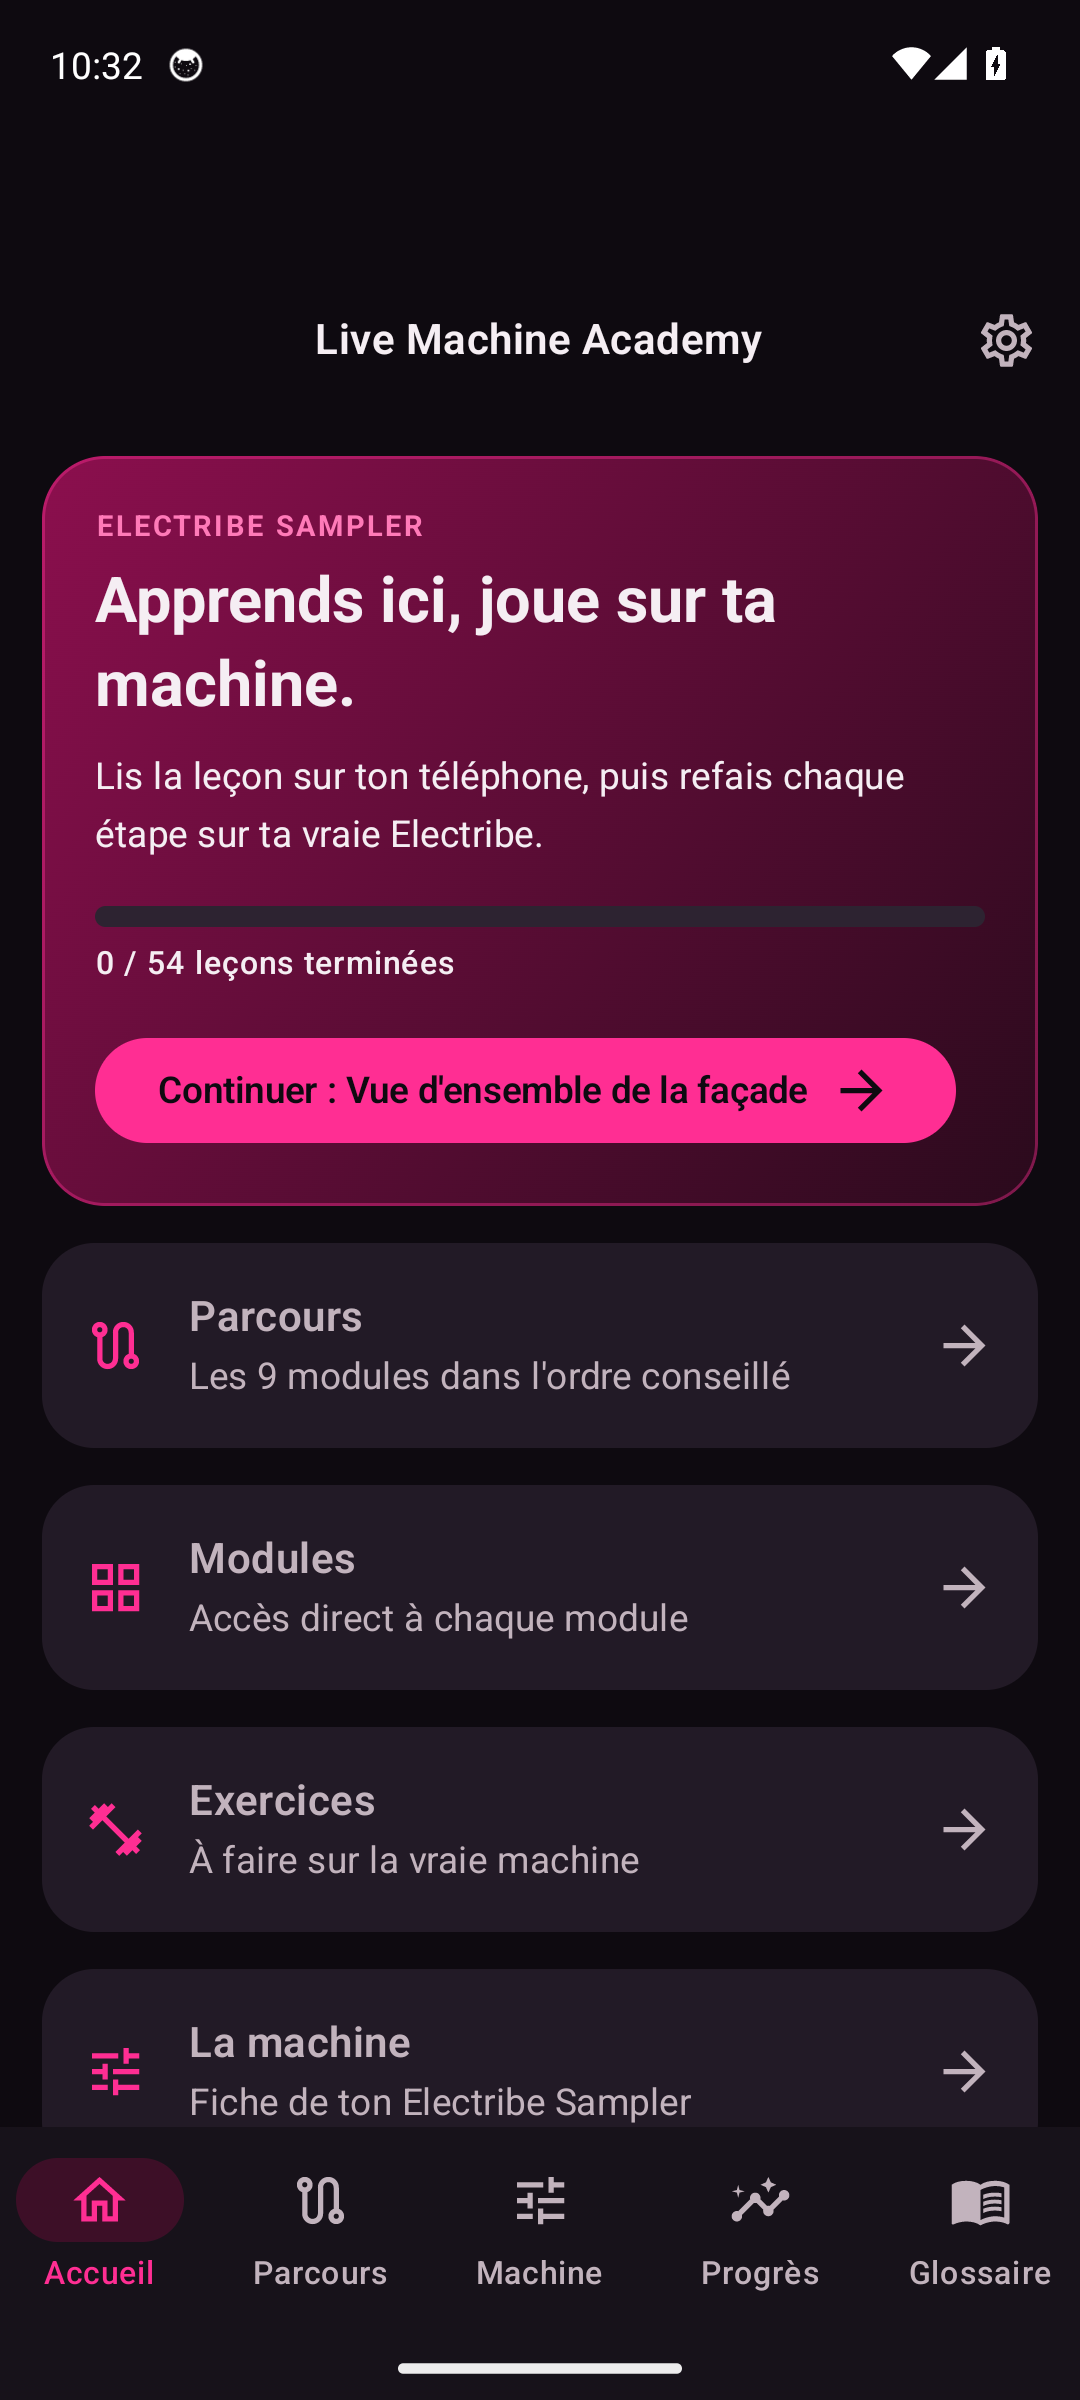 10:32
Live Machine Academy
ELECTRIBE SAMPLER
Apprends ici, joue sur ta
machine.
Lis la leçon sur ton téléphone, puis refais chaque
étape sur ta vraie Electribe.
0 / 54 leçons terminées
Continuer : Vue d'ensemble de la façade
Parcours
Les 9 modules dans l'ordre conseillé
Modules
Accès direct à chaque module
Exercices
À faire sur la vraie machine
La machine
Fiche de ton Electribe Sampler
Accueil
Parcours
Machine
Progrès
Glossaire